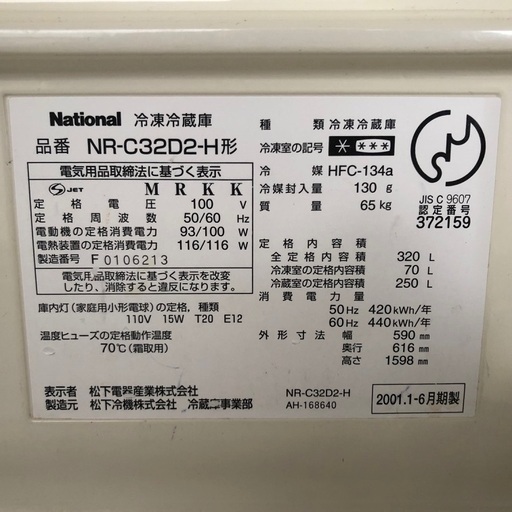 National 冷凍冷蔵庫
品番 NR-C32D2-H形
電気用品取締法に基づく表示
S JET M R K K
定格電圧 100 V
定格周波数 50/60 Hz
電動機の定格消費電力 93/100 W
電熱装置の定格消費電力 116/116 W
製造番号 F 0106213
電気用品取締法に基づく表示を改変
したり、消除すると違反になります。
庫内灯(家庭用小形電球)の定格, 種類
110V 15W T20 E12
温度ヒューズの定格動作温度
70℃(霜取用)
表示者 松下電器産業株式会社
製造元 松下冷機株式会社 冷蔵庫事業部
種類 冷凍冷蔵庫
冷凍室の記号 * ***
冷媒 HFC-134a
冷媒封入量 130 g
質量 65 kg
JIS C 9607
認定番号
372159
定格内容積
全定格内容積 320 L
冷凍室の定格内容積 70 L
冷蔵室の定格内容積 250 L
消費電力量
50 Hz 420 kWh/年
60 Hz 440 kWh/年
外形寸法 幅 590 mm
奥行 616 mm
高さ 1598 mm
NR-C32D2-H
AH-168640
2001.1-6月期製